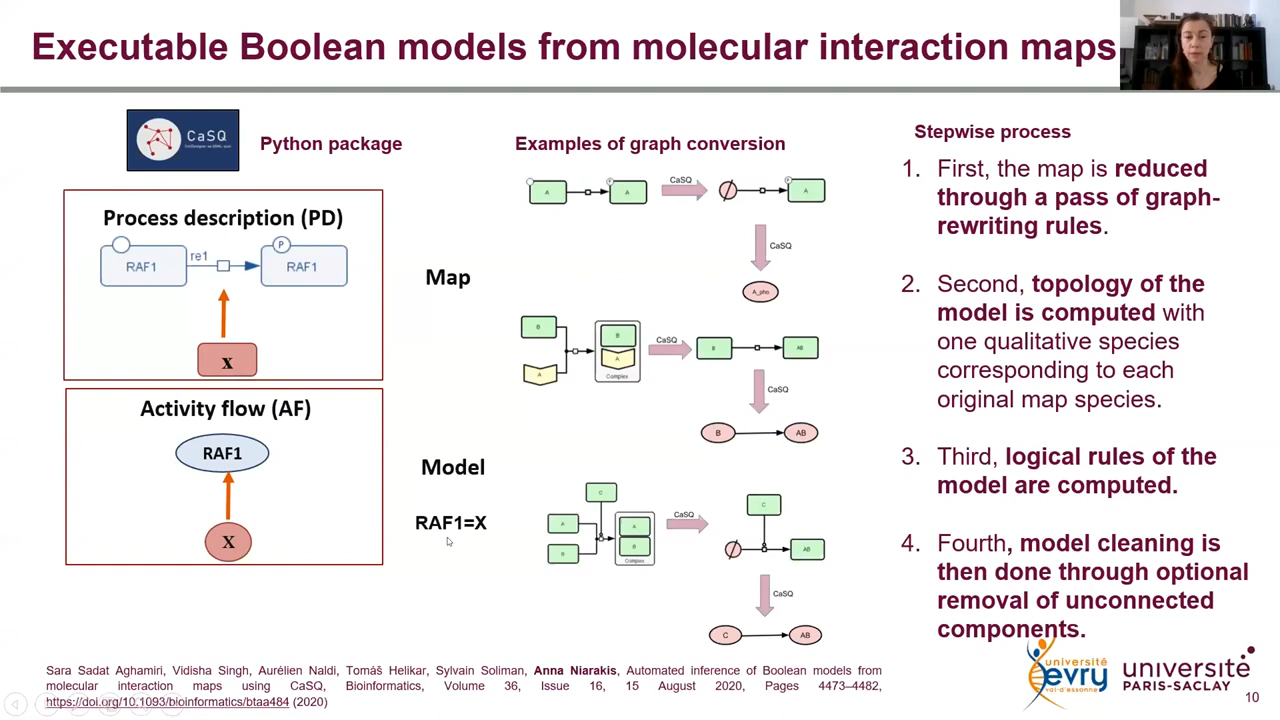 Executable Boolean models from molecular interaction maps
CaSQ
Python package
Examples of graph conversion
Stepwise process
Process description (PD)
RAF1
re1
P
RAF1
x
Activity flow (AF)
RAF1
X
Map
Model
RAF1=X
A
A
CaSQ
A
CaSQ
A_pho
B
A
B
A
Complex
CaSQ
B
AB
CaSQ
B
AB
C
A
B
A
B
Complex
CaSQ
C
AB
CaSQ
C
AB
1. First, the map is reduced
through a pass of graph-
rewriting rules.
2. Second, topology of the
model is computed with
one qualitative species
corresponding to each
original map species.
3. Third, logical rules of the
model are computed.
4. Fourth, model cleaning is
then done through optional
removal of unconnected
components.
Sara Sadat Aghamiri, Vidisha Singh, Aurélien Naldi, Tomáš Helikar, Sylvain Soliman, Anna Niarakis, Automated inference of Boolean models from
molecular interaction maps using CaSQ, Bioinformatics, Volume 36, Issue 16, 15 August 2020, Pages 4473–4482,
https://doi.org/10.1093/bioinformatics/btaa484 (2020)
université
evry
val-d'essonne
université
PARIS-SACLAY
10